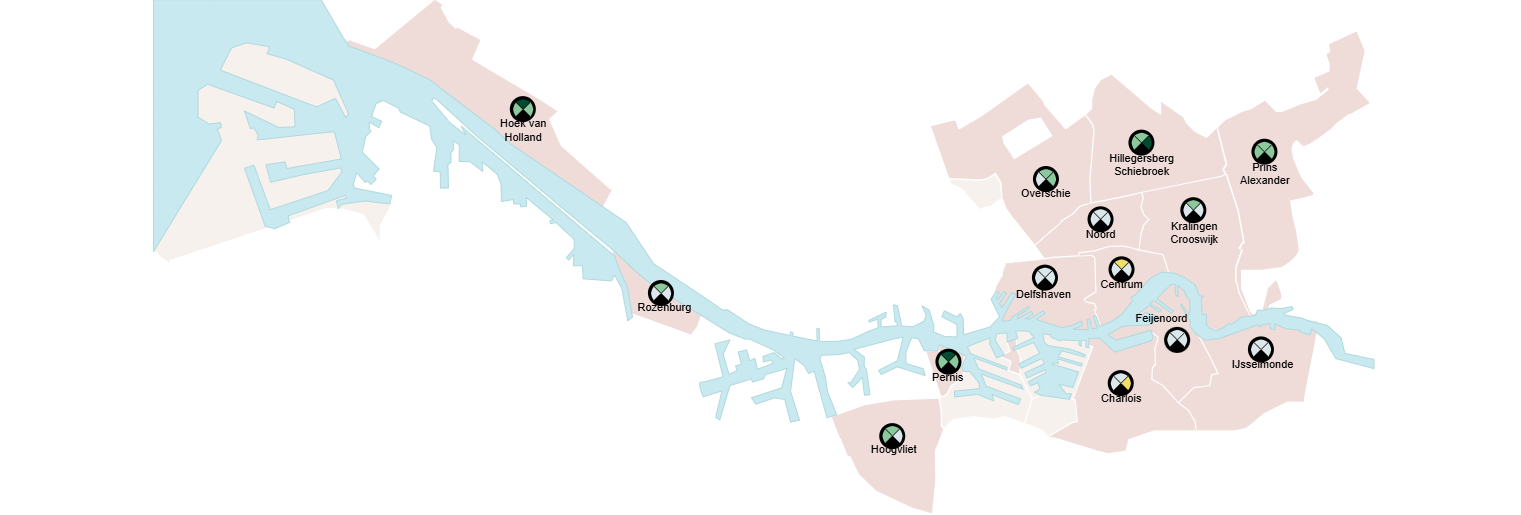 Hoek van
Holland
Hillegersberg
Schiebroek
Prins
Alexander
Overschie
Kralingen
Crooswijk
Noord
Centrum
Delfshaven
Rozenburg
Feijenoord
IJsselmonde
Pernis
Charlois
Hoogvliet